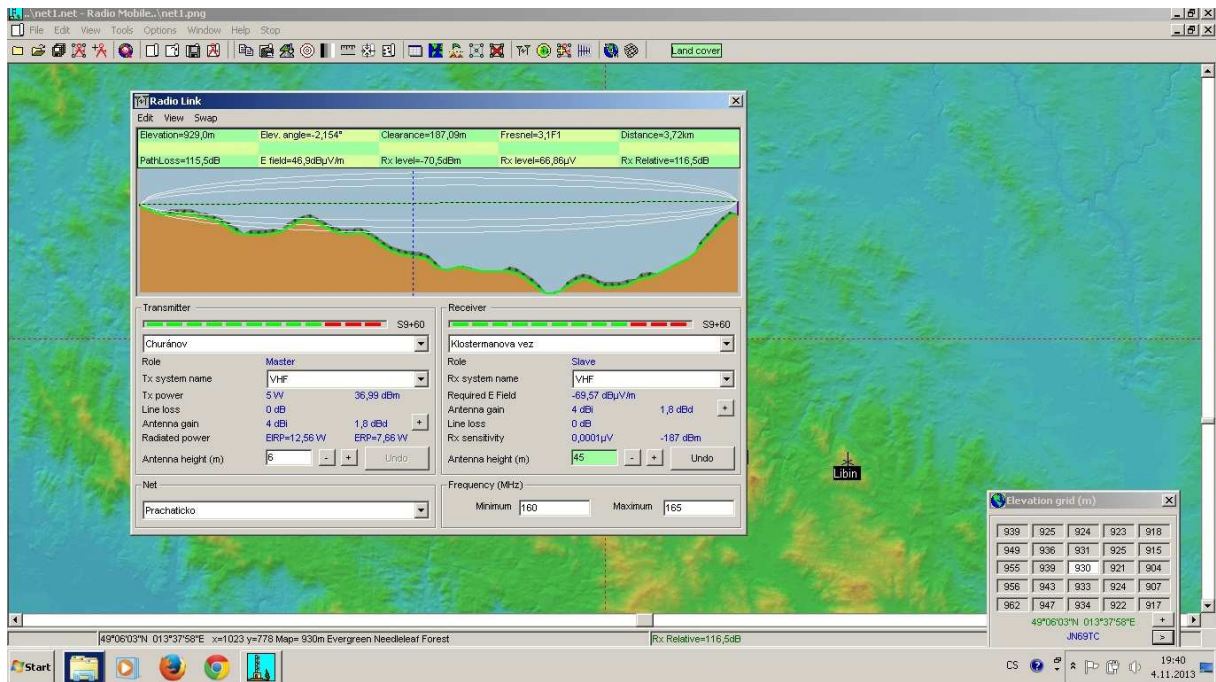 ..\net1.net - Radio Mobile..\net1.png
File Edit View Tools Options Window Help Stop
Land cover
Radio Link
Edit View Swap
Elevation=929,0m Elev. angle=-2,154° Clearance=187,09m Fresnel=3,1F1 Distance=3,72km
PathLoss=115,5dB E field=46,9dBµV/m Rx level=-70,5dBm Rx level=66,86µV Rx Relative=116,5dB
Transmitter
S9+60
Churánov
Role Master
Tx system name VHF
Tx power 5 W 36,99 dBm
Line loss 0 dB
Antenna gain 4 dBi 1,8 dBd +
Radiated power EIRP=12,56 W ERP=7,66 W
Antenna height (m) 6 - + Undo
Net
Prachaticko
Receiver
S9+60
Klostermanova vez
Role Slave
Rx system name VHF
Required E Field -69,57 dBµV/m
Antenna gain 4 dBi 1,8 dBd +
Line loss 0 dB
Rx sensitivity 0,0001µV -187 dBm
Antenna height (m) 45 - + Undo
Frequency (MHz)
Minimum 160 Maximum 165
Libin
Elevation grid (m)
939 925 924 923 918
949 936 931 925 915
955 939 930 921 904
956 943 933 924 907
962 947 934 922 917
49°06'03"N 013°37'58"E +
JN69TC >
49°06'03"N 013°37'58"E x=1023 y=778 Map= 930m Evergreen Needleleaf Forest Rx Relative=116,5dB
Start CS 19:40
4.11.2013